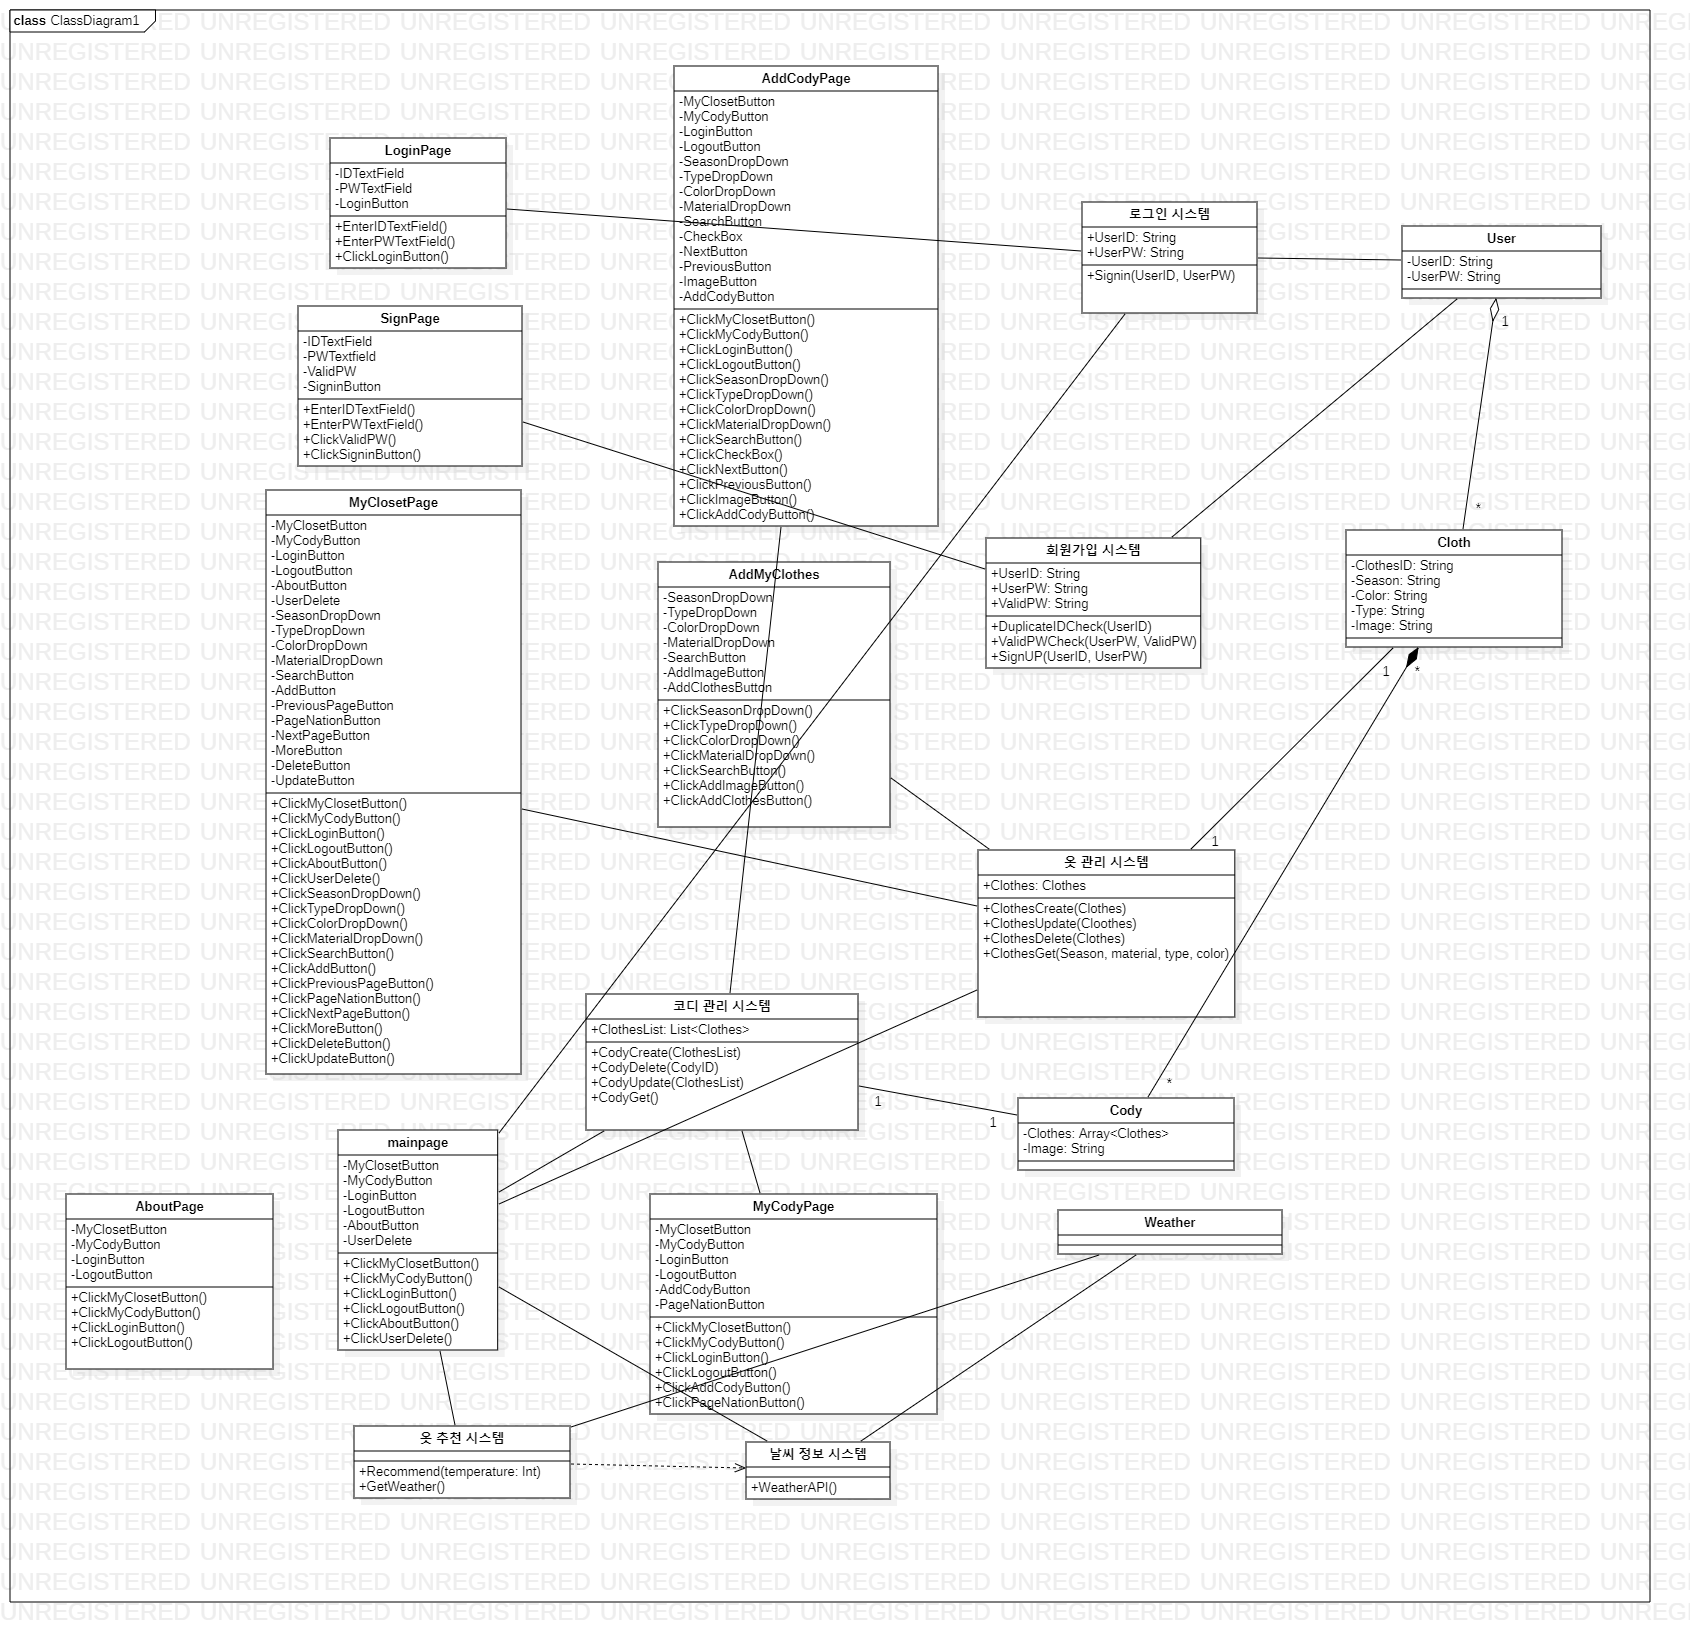 class ClassDiagram1
AddCodyPage
-MyClosetButton
-MyCodyButton
-LoginButton
-LogoutButton
-SeasonDropDown
-TypeDropDown
-ColorDropDown
-MaterialDropDown
-SearchButton
-CheckBox
-NextButton
-PreviousButton
-ImageButton
-AddCodyButton
+ClickMyClosetButton()
+ClickMyCodyButton()
+ClickLoginButton()
+ClickLogoutButton()
+ClickSeasonDropDown()
+ClickTypeDropDown()
+ClickColorDropDown()
+ClickMaterialDropDown()
+ClickSearchButton()
+ClickCheckBox()
+ClickNextButton()
+ClickPreviousButton()
+ClickImageButton()
+ClickAddCodyButton()
LoginPage
-IDTextField
-PWTextField
-LoginButton
+EnterIDTextField()
+EnterPWTextField()
+ClickLoginButton()
로그인 시스템
+UserID: String
+UserPW: String
+Signin(UserID, UserPW)
User
-UserID: String
-UserPW: String
1
*
SignPage
-IDTextField
-PWTextfield
-ValidPW
-SigninButton
+EnterIDTextField()
+EnterPWTextField()
+ClickValidPW()
+ClickSigninButton()
MyClosetPage
-MyClosetButton
-MyCodyButton
-LoginButton
-LogoutButton
-AboutButton
-UserDelete
-SeasonDropDown
-TypeDropDown
-ColorDropDown
-MaterialDropDown
-SearchButton
-AddButton
-PreviousPageButton
-PageNationButton
-NextPageButton
-MoreButton
-DeleteButton
-UpdateButton
+ClickMyClosetButton()
+ClickMyCodyButton()
+ClickLoginButton()
+ClickLogoutButton()
+ClickAboutButton()
+ClickUserDelete()
+ClickSeasonDropDown()
+ClickTypeDropDown()
+ClickColorDropDown()
+ClickMaterialDropDown()
+ClickSearchButton()
+ClickAddButton()
+ClickPreviousPageButton()
+ClickPageNationButton()
+ClickNextPageButton()
+ClickMoreButton()
+ClickDeleteButton()
+ClickUpdateButton()
AddMyClothes
-SeasonDropDown
-TypeDropDown
-ColorDropDown
-MaterialDropDown
-SearchButton
-AddImageButton
-AddClothesButton
+ClickSeasonDropDown()
+ClickTypeDropDown()
+ClickColorDropDown()
+ClickMaterialDropDown()
+ClickSearchButton()
+ClickAddImageButton()
+ClickAddClothesButton()
회원가입 시스템
+UserID: String
+UserPW: String
+ValidPW: String
+DuplicateIDCheck(UserID)
+ValidPWCheck(UserPW, ValidPW)
+SignUP(UserID, UserPW)
Cloth
-ClothesID: String
-Season: String
-Color: String
-Type: String
-Image: String
1
*
1
옷 관리 시스템
+Clothes: Clothes
+ClothesCreate(Clothes)
+ClothesUpdate(Cloothes)
+ClothesDelete(Clothes)
+ClothesGet(Season, material, type, color)
코디 관리 시스템
+ClothesList: List<Clothes>
+CodyCreate(ClothesList)
+CodyDelete(CodyID)
+CodyUpdate(ClothesList)
+CodyGet()
1
1
*
Cody
-Clothes: Array<Clothes>
-Image: String
mainpage
-MyClosetButton
-MyCodyButton
-LoginButton
-LogoutButton
-AboutButton
-UserDelete
+ClickMyClosetButton()
+ClickMyCodyButton()
+ClickLoginButton()
+ClickLogoutButton()
+ClickAboutButton()
+ClickUserDelete()
AboutPage
-MyClosetButton
-MyCodyButton
-LoginButton
-LogoutButton
+ClickMyClosetButton()
+ClickMyCodyButton()
+ClickLoginButton()
+ClickLogoutButton()
MyCodyPage
-MyClosetButton
-MyCodyButton
-LoginButton
-LogoutButton
-AddCodyButton
-PageNationButton
+ClickMyClosetButton()
+ClickMyCodyButton()
+ClickLoginButton()
+ClickLogoutButton()
+ClickAddCodyButton()
+ClickPageNationButton()
Weather
옷 추천 시스템
+Recommend(temperature: Int)
+GetWeather()
날씨 정보 시스템
+WeatherAPI()